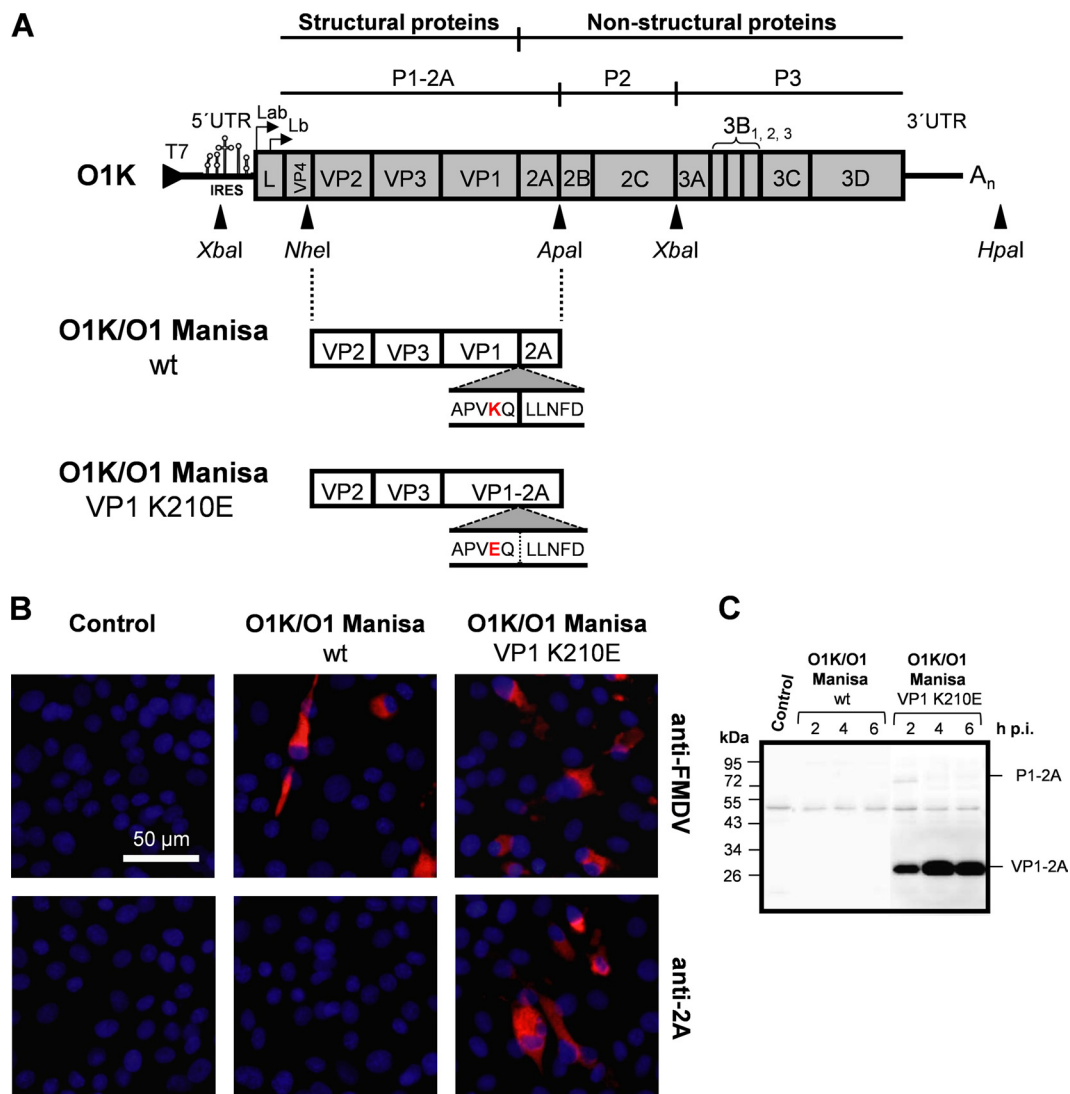 A
Structural proteins Non-structural proteins
P1-2A P2 P3
5´UTR Lab Lb 3B1, 2, 3 3´UTR
T7
O1K IRES L VP4 VP2 VP3 VP1 2A 2B 2C 3A 3C 3D An
XbaI NheI ApaI XbaI HpaI
O1K/O1 Manisa
wt
VP2 VP3 VP1 2A
APVKQ LLNFD
O1K/O1 Manisa
VP1 K210E
VP2 VP3 VP1-2A
APVEQ LLNFD
B
Control
O1K/O1 Manisa
wt
O1K/O1 Manisa
VP1 K210E
50 µm
anti-FMDV
anti-2A
C
Control
O1K/O1
Manisa
wt
O1K/O1
Manisa
VP1 K210E
2 4 6 2 4 6 h p.i.
kDa
95
72
55
43
34
26
P1-2A
VP1-2A